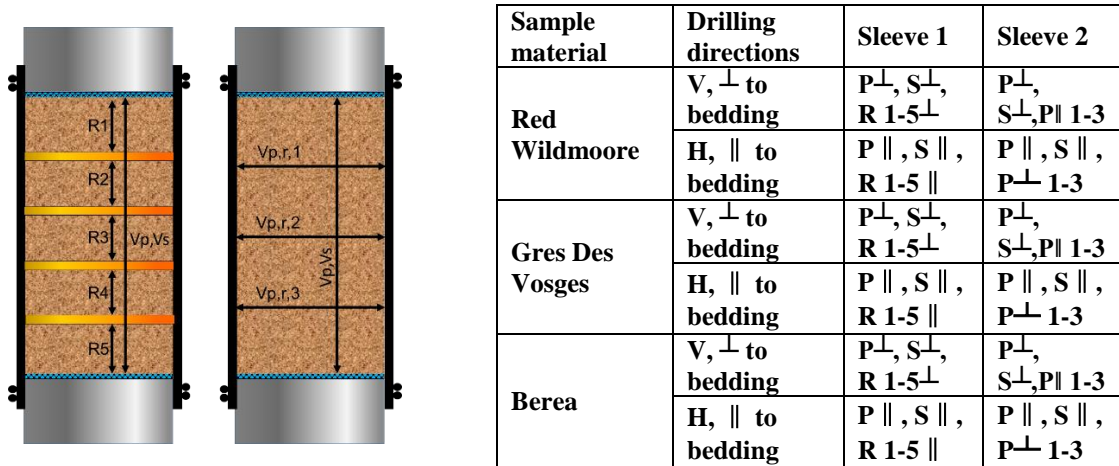 R1
R2
R3
R4
R5
Vp,Vs
Vp,r,1
Vp,r,2
Vp,r,3
Vp,Vs
Sample material
Drilling directions
Sleeve 1
Sleeve 2
Red Wildmoore
V, ⊥ to
bedding
P⊥, S⊥,
R 1-5⊥
P⊥,
S⊥,P∥ 1-3
H, ∥ to
bedding
P ∥ , S ∥ ,
R 1-5 ∥
P ∥ , S ∥ ,
P⊥ 1-3
Gres Des
Vosges
V, ⊥ to
bedding
P⊥, S⊥,
R 1-5⊥
P⊥,
S⊥,P∥ 1-3
H, ∥ to
bedding
P ∥ , S ∥ ,
R 1-5 ∥
P ∥ , S ∥ ,
P⊥ 1-3
Berea
V, ⊥ to
bedding
P⊥, S⊥,
R 1-5⊥
P⊥,
S⊥,P∥ 1-3
H, ∥ to
bedding
P ∥ , S ∥ ,
R 1-5 ∥
P ∥ , S ∥ ,
P⊥ 1-3